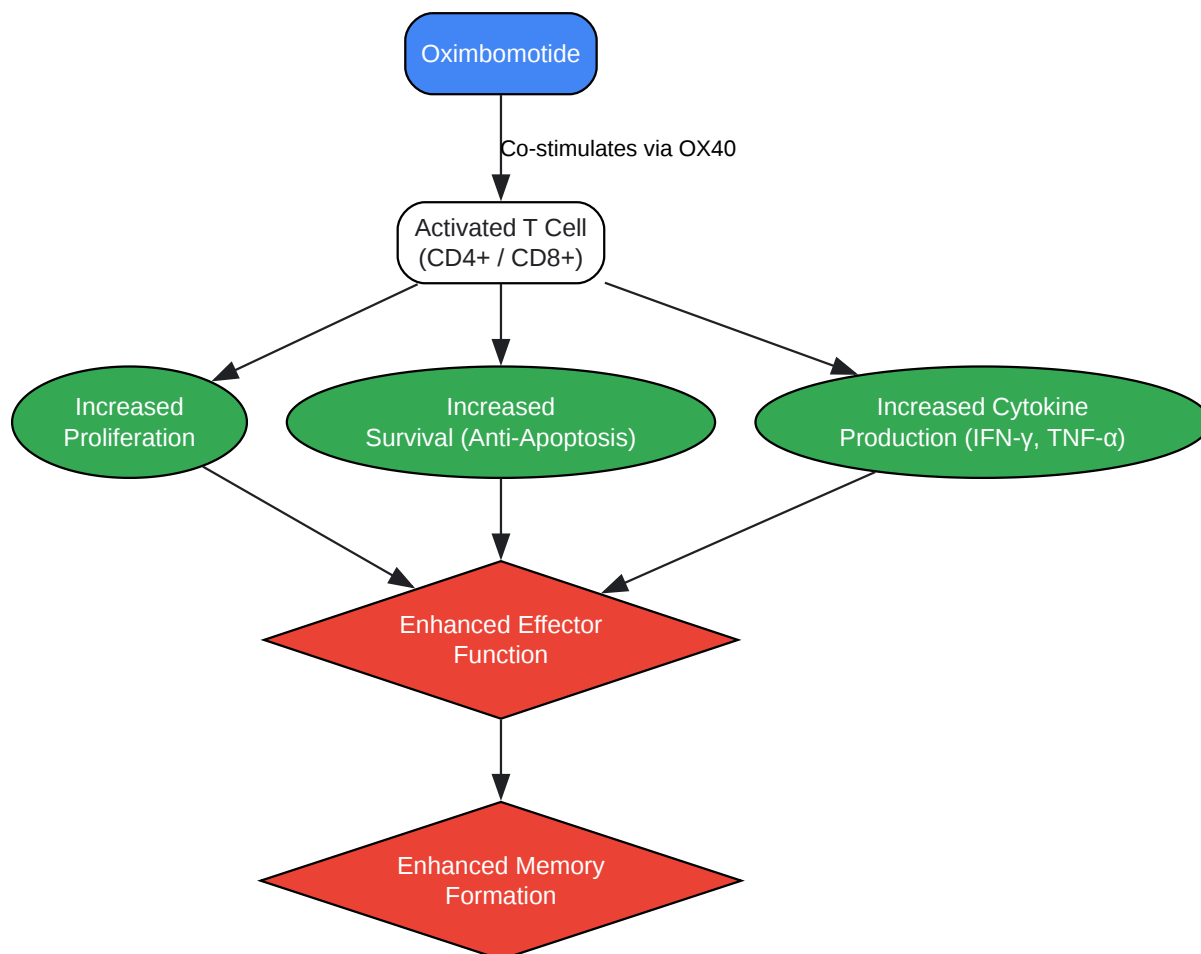 Oximbomotide
Co-stimulates via OX40
Activated T Cell
(CD4+ / CD8+)
Increased
Proliferation
Increased
Survival (Anti-Apoptosis)
Increased Cytokine
Production (IFN-γ, TNF-α)
Enhanced Effector
Function
Enhanced Memory
Formation